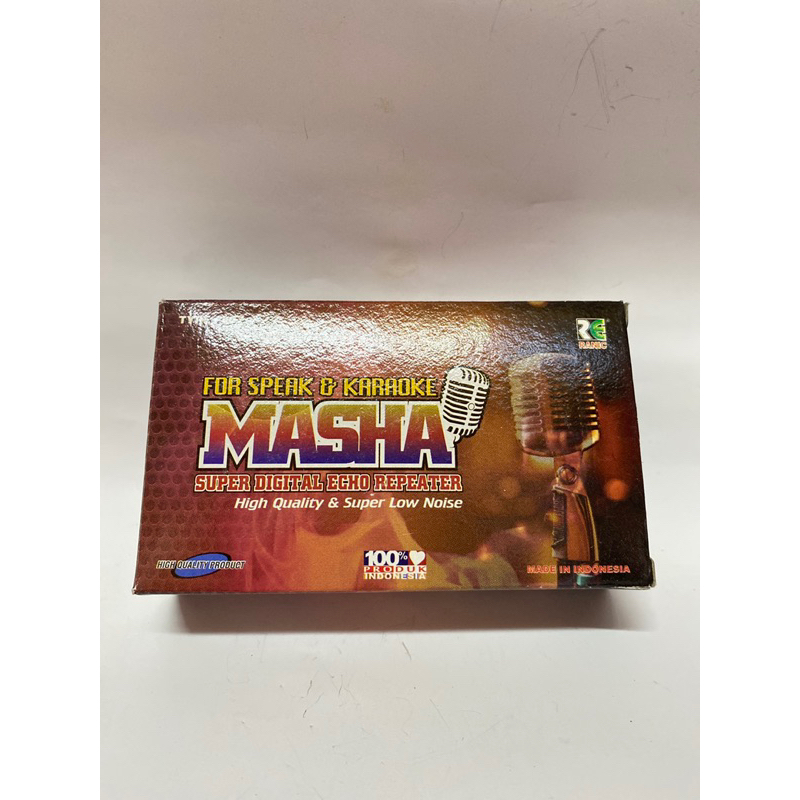 RANIC
FOR SPEAK & KARAOKE
MASHA
SUPER DIGITAL ECHO REPEATER
High Quality & Super Low Noise
HIGH QUALITY PRODUCT
100%
PRODUK
INDONESIA
MADE IN INDONESIA